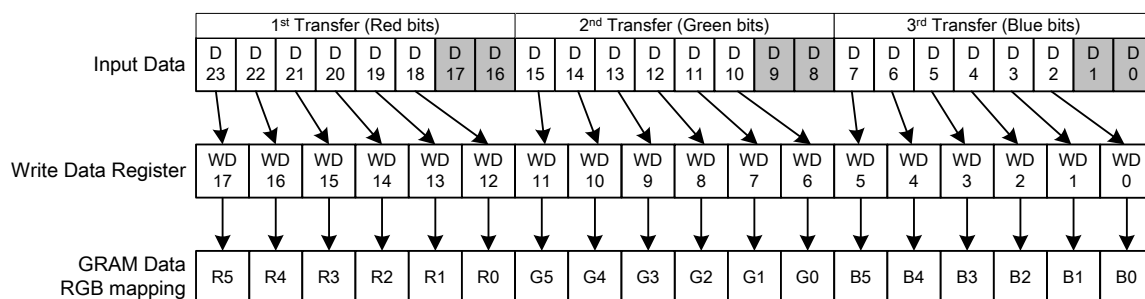 1st Transfer (Red bits) 2nd Transfer (Green bits) 3rd Transfer (Blue bits)
Input Data D 23 D 22 D 21 D 20 D 19 D 18 D 17 D 16 D 15 D 14 D 13 D 12 D 11 D 10 D 9 D 8 D 7 D 6 D 5 D 4 D 3 D 2 D 1 D 0
Write Data Register WD 17 WD 16 WD 15 WD 14 WD 13 WD 12 WD 11 WD 10 WD 9 WD 8 WD 7 WD 6 WD 5 WD 4 WD 3 WD 2 WD 1 WD 0
GRAM Data
RGB mapping R5 R4 R3 R2 R1 R0 G5 G4 G3 G2 G1 G0 B5 B4 B3 B2 B1 B0